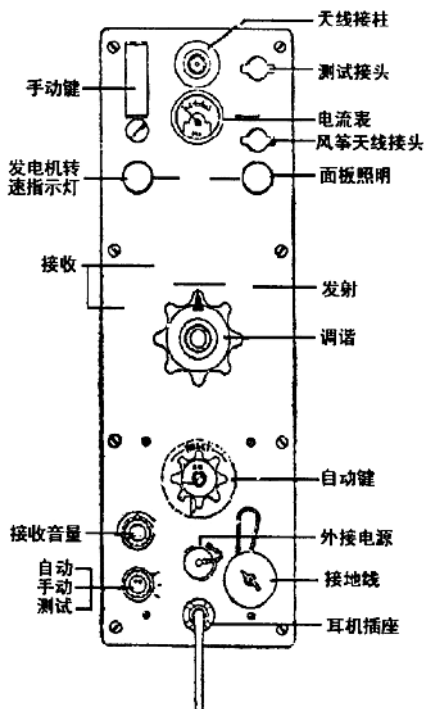 天线接柱
测试接头
手动键
电流表
风筝天线接头
发电机转
速指示灯
面板照明
接收
发射
调谐
自动键
接收音量
外接电源
自动
手动
测试
接地线
耳机插座